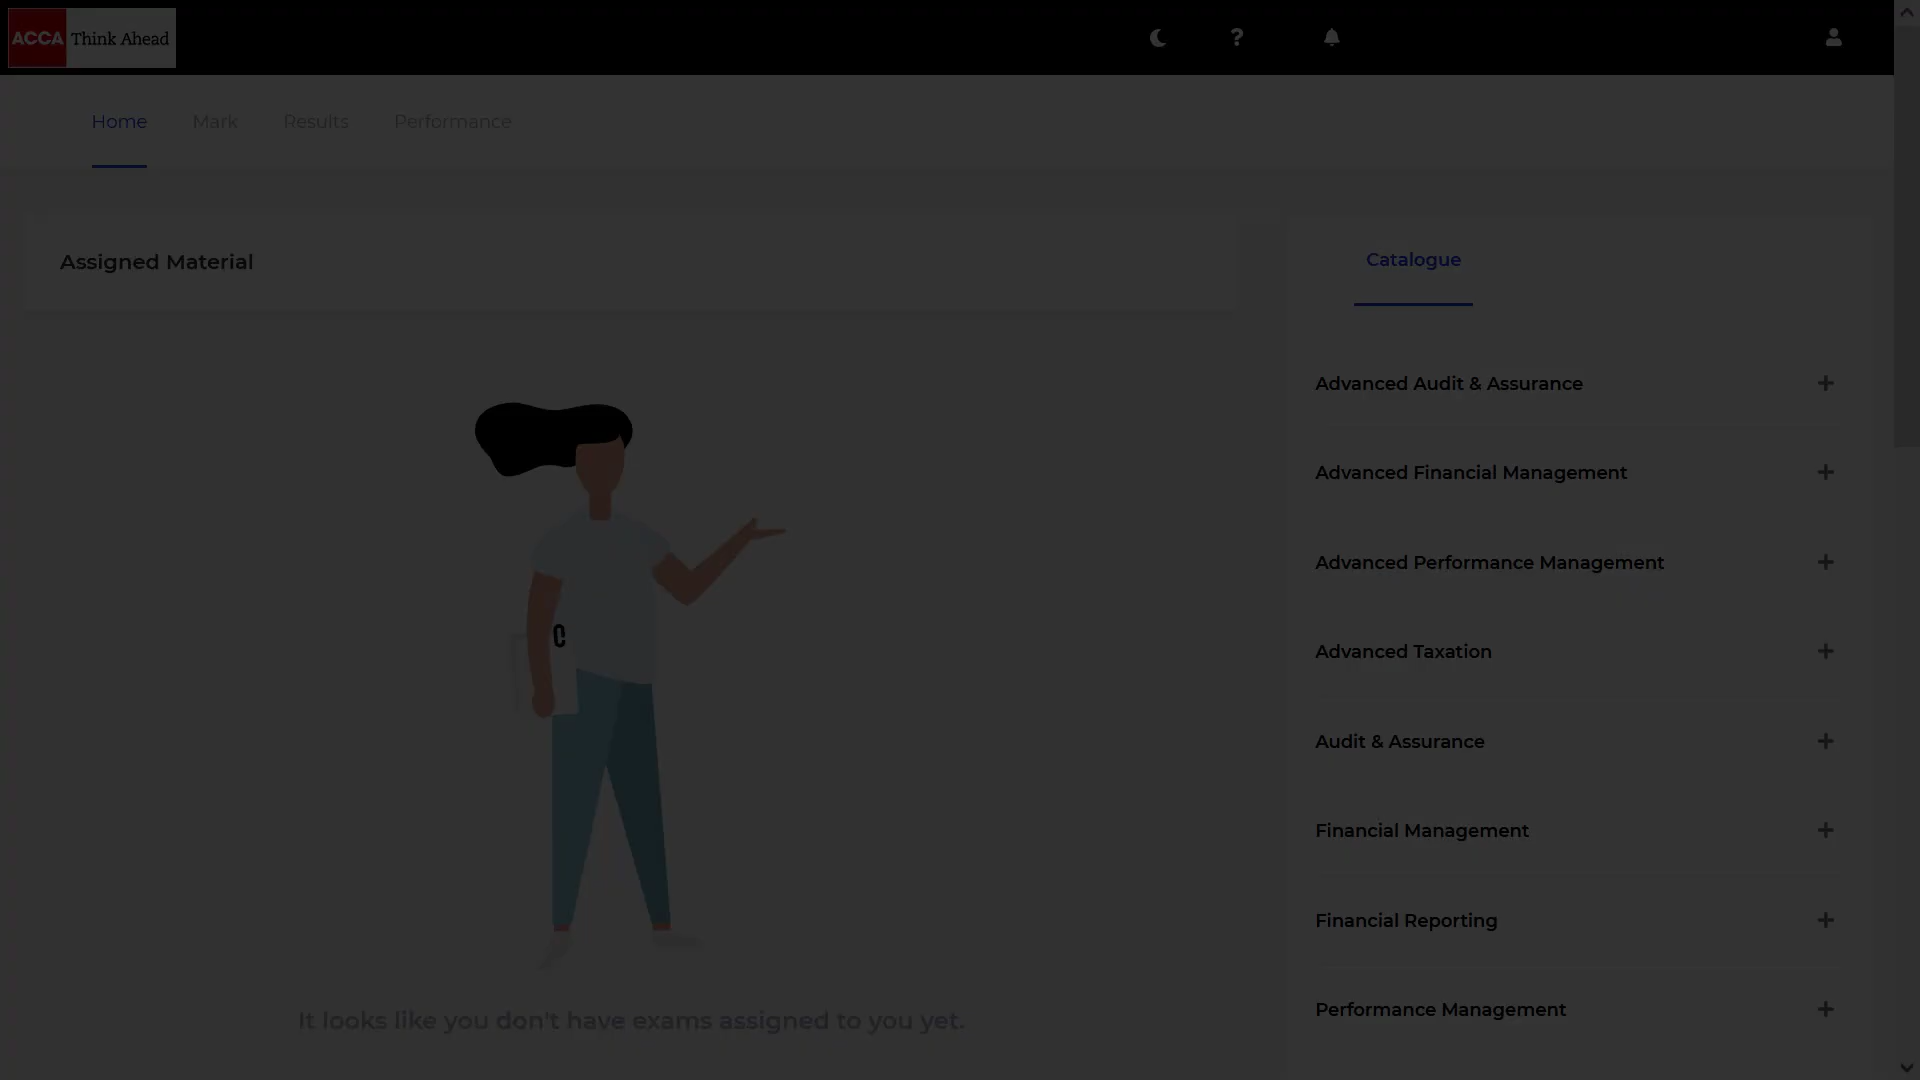 ACCA Think Ahead
Home Mark Results Performance
Assigned Material
Catalogue
Advanced Audit & Assurance
Advanced Financial Management
Advanced Performance Management
Advanced Taxation
Audit & Assurance
Financial Management
Financial Reporting
Performance Management
It looks like you don't have exams assigned to you yet.